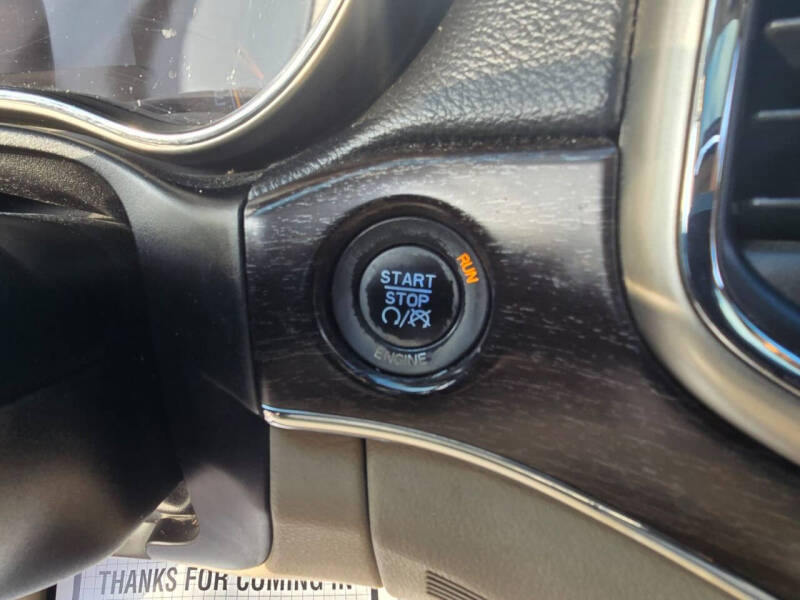 START
STOP
RUN
ENGINE
THANKS FOR COMING IN